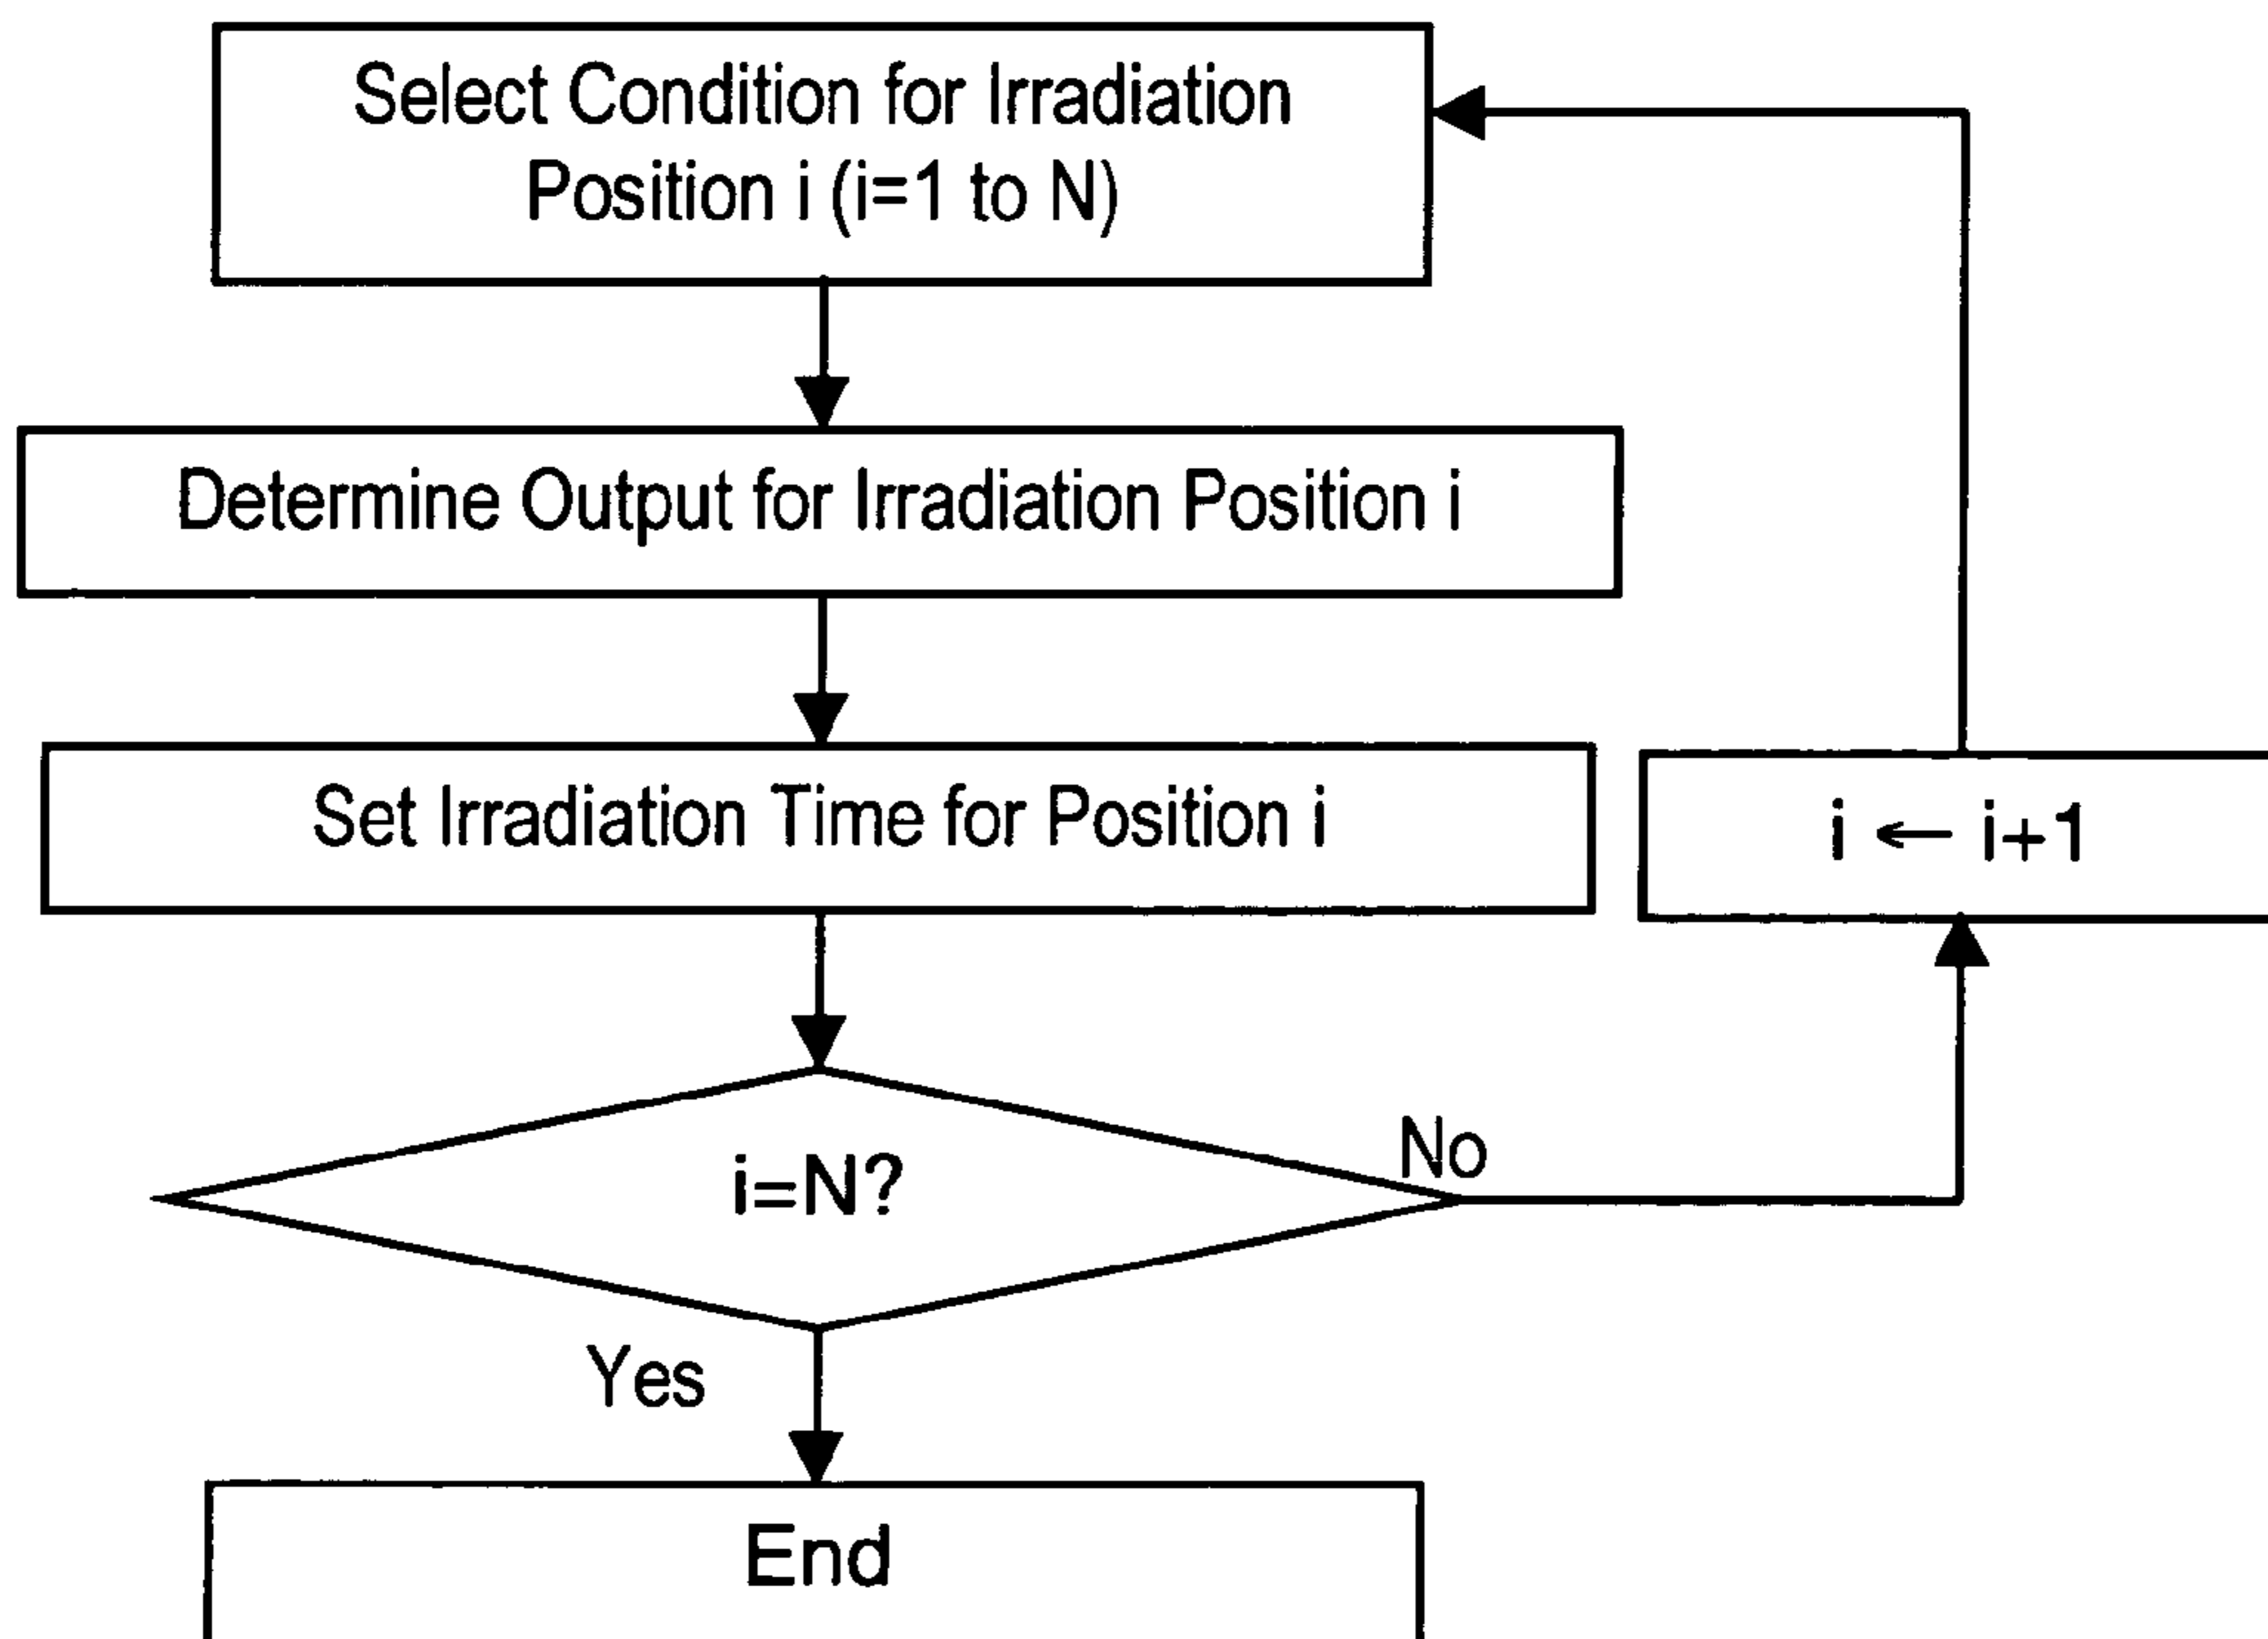 Select Condition for Irradiation
Position i (i=1 to N)
Determine Output for Irradiation Position i
Set Irradiation Time for Position i
i ← i+1
i=N?
No
Yes
End